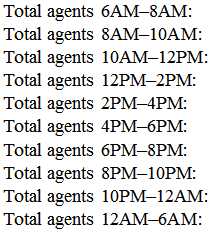 Total agents 6AM–8AM:
Total agents 8AM–10AM:
Total agents 10AM–12PM:
Total agents 12PM–2PM:
Total agents 2PM–4PM:
Total agents 4PM–6PM:
Total agents 6PM–8PM:
Total agents 8PM–10PM:
Total agents 10PM–12AM:
Total agents 12AM–6AM: